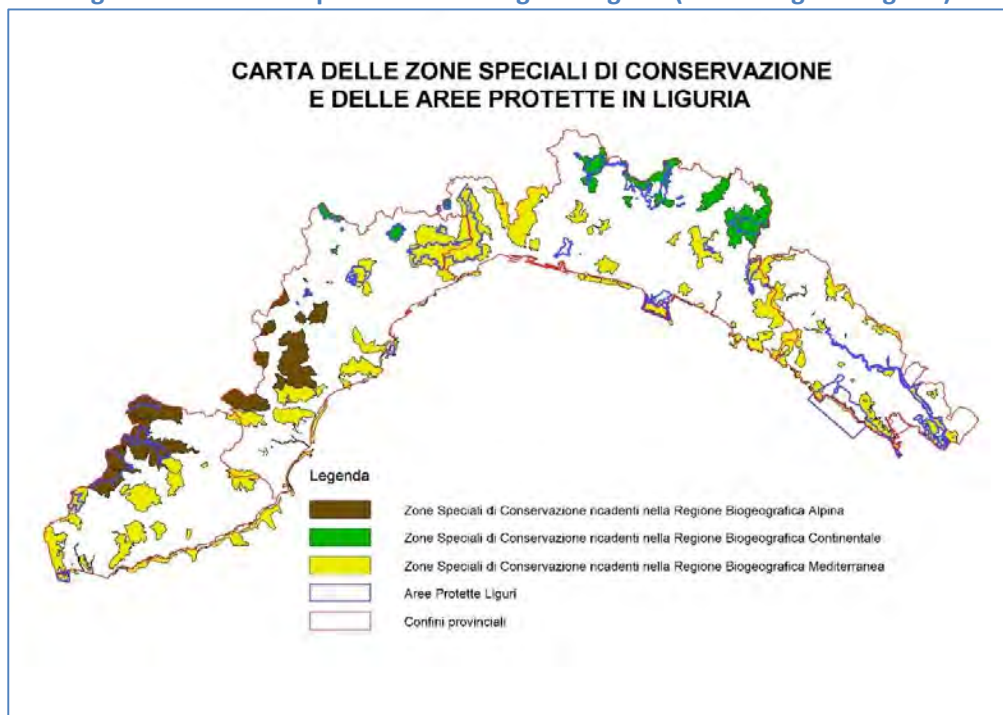 CARTA DELLE ZONE SPECIALI DI CONSERVAZIONE
E DELLE AREE PROTETTE IN LIGURIA
Legenda
Zone Speciali di Conservazione ricadenti nella Regione Biogeografica Alpina
Zone Speciali di Conservazione ricadenti nella Regione Biogeografica Continentale
Zone Speciali di Conservazione ricadenti nella Regione Biogeografica Mediterranea
Aree Protette Liguri
Confini provinciali